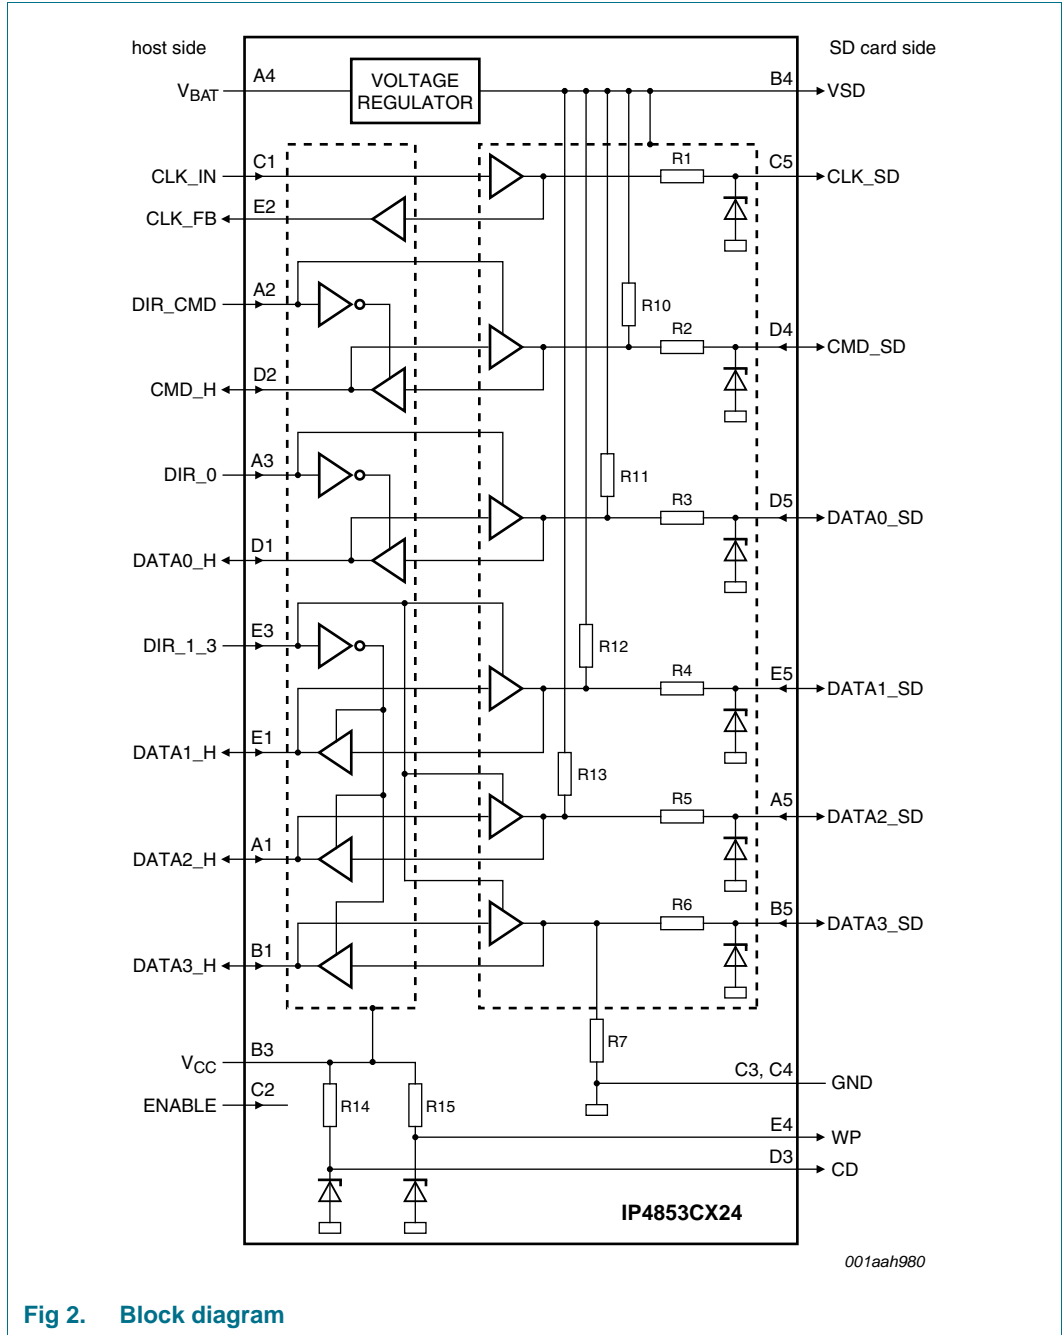 host side
SD card side
V_BAT
A4
VOLTAGE
REGULATOR
B4
VSD
CLK_IN
C1
R1
C5
CLK_SD
CLK_FB
E2
DIR_CMD
A2
R10
R2
D4
CMD_SD
CMD_H
D2
DIR_0
A3
R11
R3
D5
DATA0_SD
DATA0_H
D1
DIR_1_3
E3
R12
R4
E5
DATA1_SD
DATA1_H
E1
R13
R5
A5
DATA2_SD
DATA2_H
A1
R6
B5
DATA3_SD
DATA3_H
B1
R7
V_CC
B3
C3, C4
GND
ENABLE
C2
R14
R15
E4
WP
D3
CD
IP4853CX24
001aah980
Fig 2. Block diagram